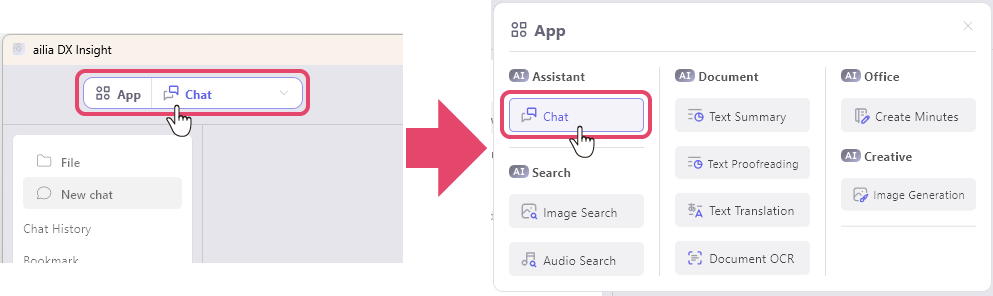 ailia DX Insight
App Chat
File
New chat
Chat History
Bookmark
App
AI Assistant
Chat
AI Search
Image Search
Audio Search
AI Document
Text Summary
Text Proofreading
Text Translation
Document OCR
AI Office
Create Minutes
AI Creative
Image Generation